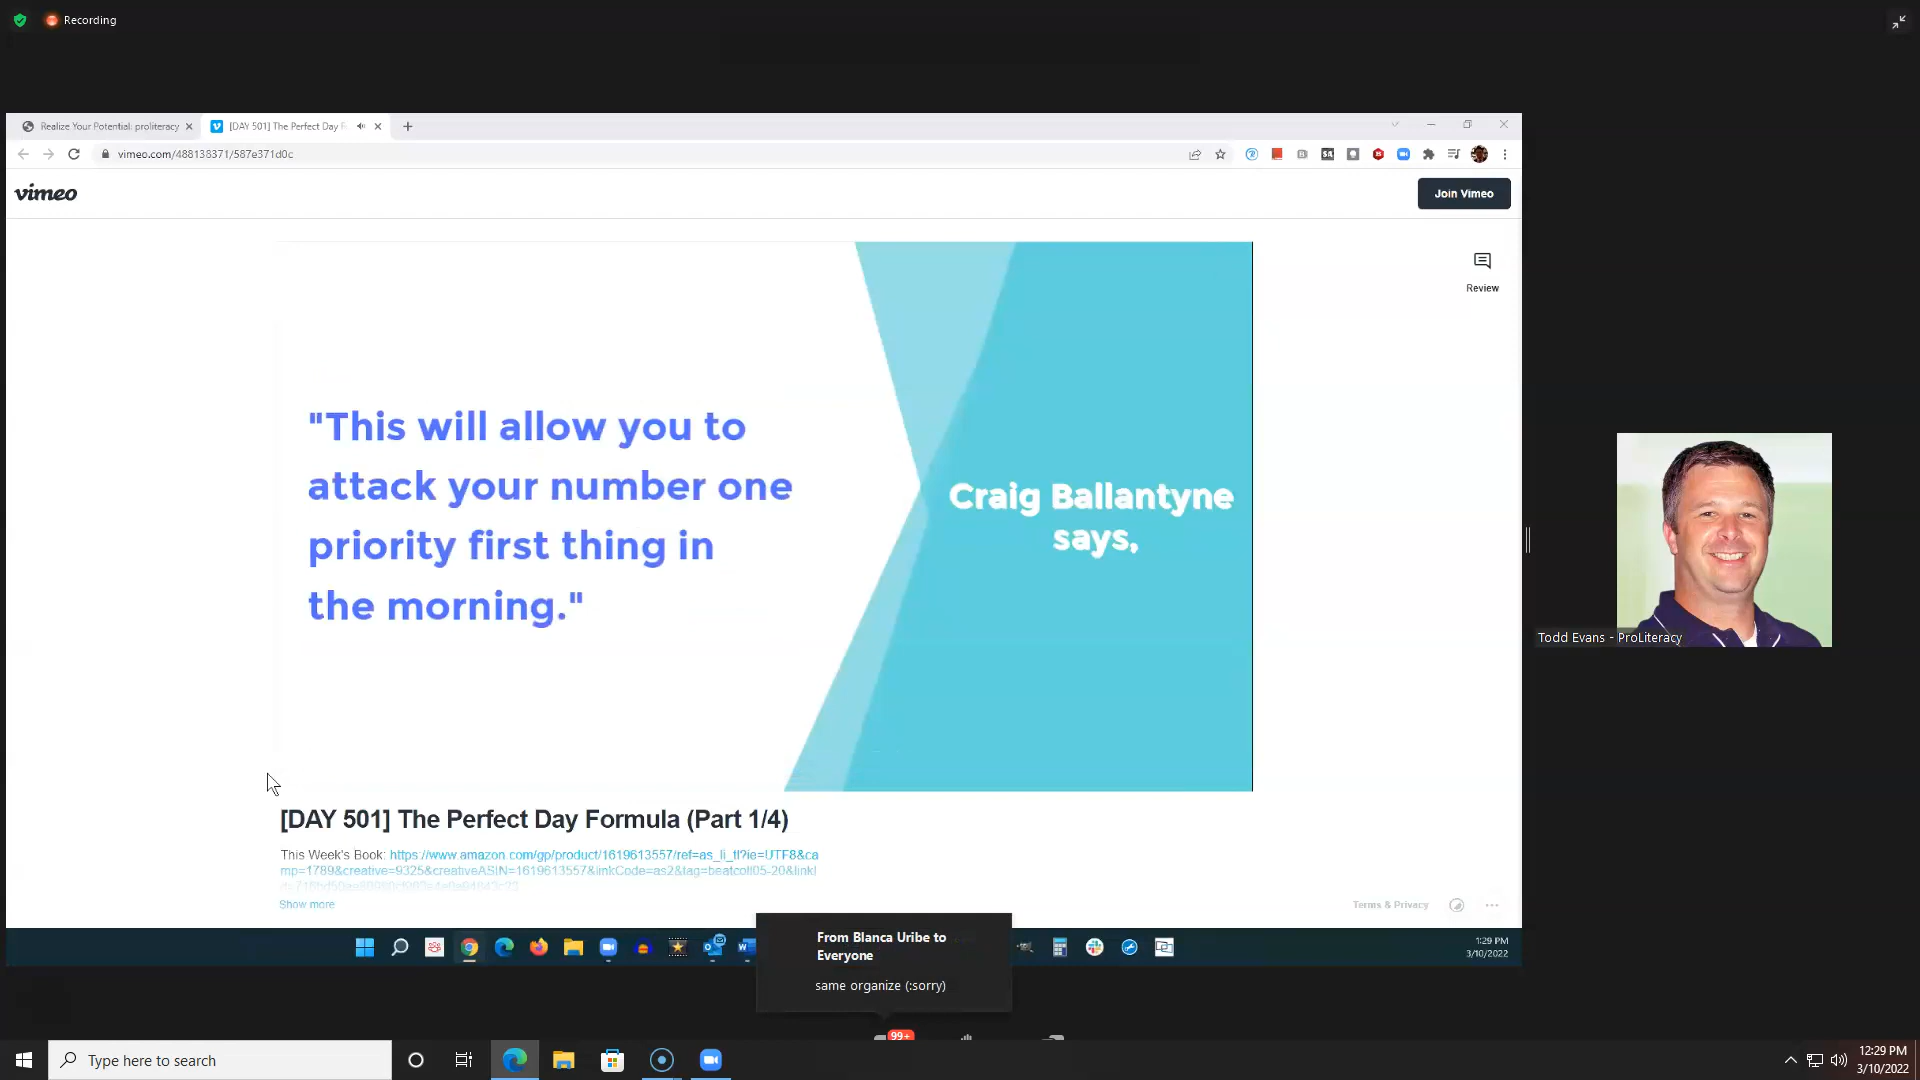 Recording
Realize Your Potential: proliteracy
[DAY 501] The Perfect Day F
vimeo.com/488138371/587e371d0c
vimeo
Join Vimeo
Review
"This will allow you to
attack your number one
priority first thing in
the morning."
Craig Ballantyne
says,
Todd Evans - ProLiteracy
[DAY 501] The Perfect Day Formula (Part 1/4)
This Week's Book: https://www.amazon.com/gp/product/1619613557/ref=as_li_tl?ie=UTF8&ca
mp=1789&creative=9325&creativeASIN=1619613557&linkCode=as2&tag=beatcoll05-20&linkI
Show more
Terms & Privacy
From Blanca Uribe to
Everyone
same organize (:sorry)
1:29 PM
3/10/2022
99+
Type here to search
12:29 PM
3/10/2022